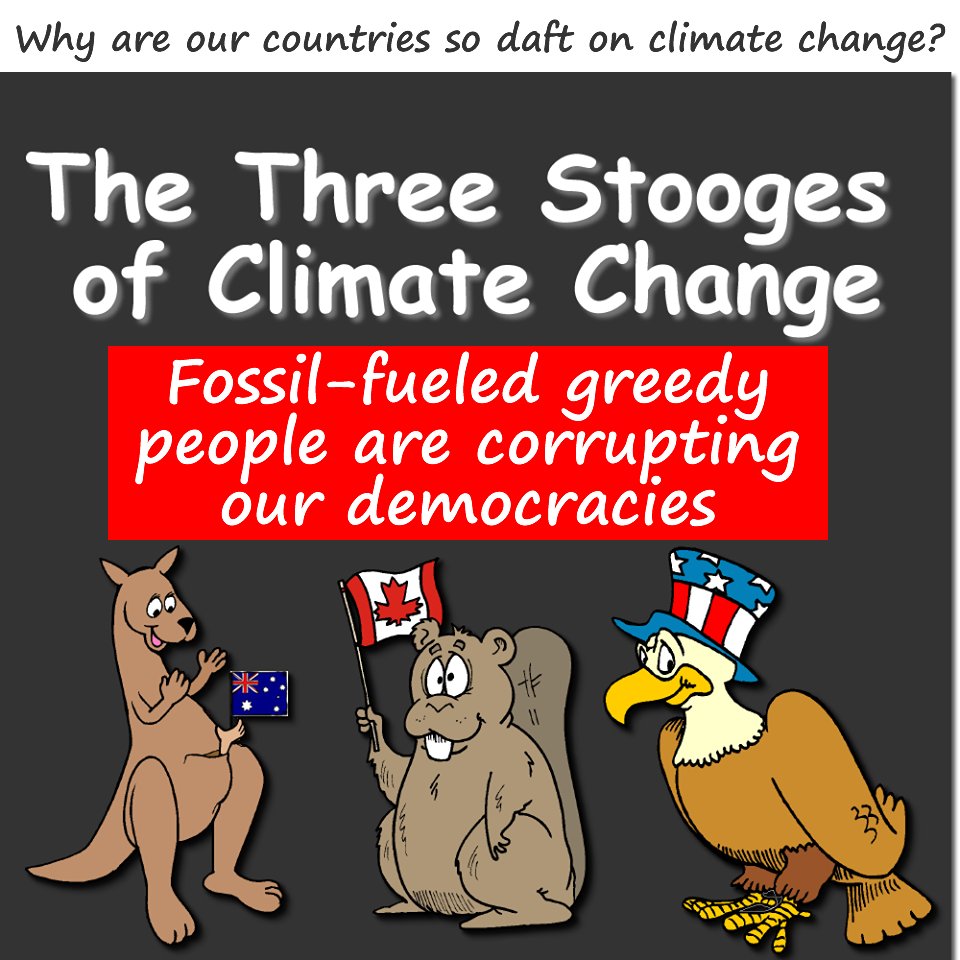 Why are our countries so daft on climate change?
The Three Stooges
of Climate Change
Fossil-fueled greedy
people are corrupting
our democracies